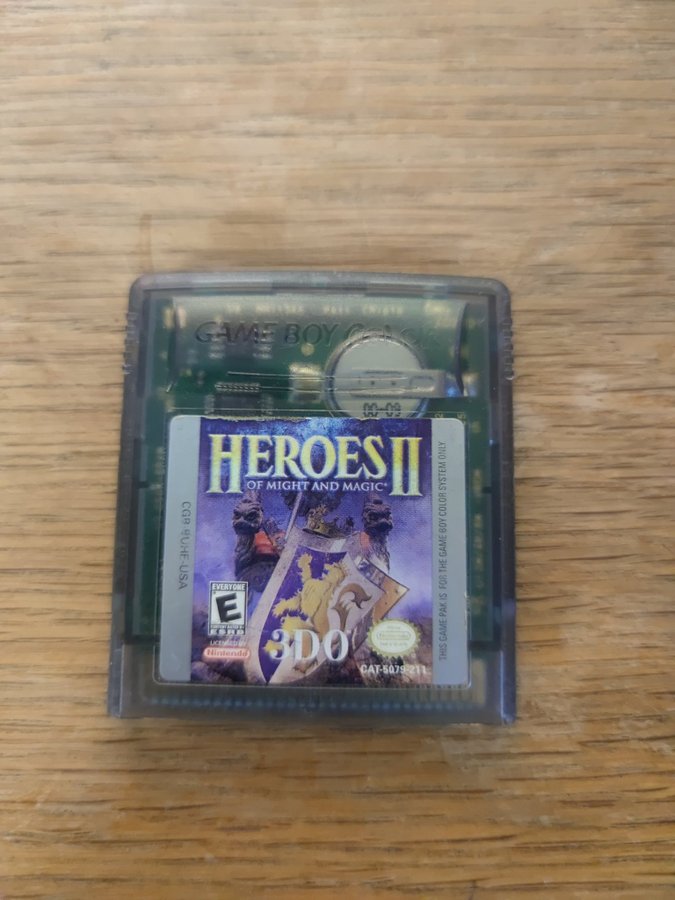 GAME BOY COLOR
00-09
HEROES II
OF MIGHT AND MAGIC®
CGB-BUHF-USA
THIS GAME PAK IS FOR THE GAME BOY COLOR SYSTEM ONLY
EVERYONE
E
ESRB
LICENSED BY
Nintendo
3DO
CAT-5079-211